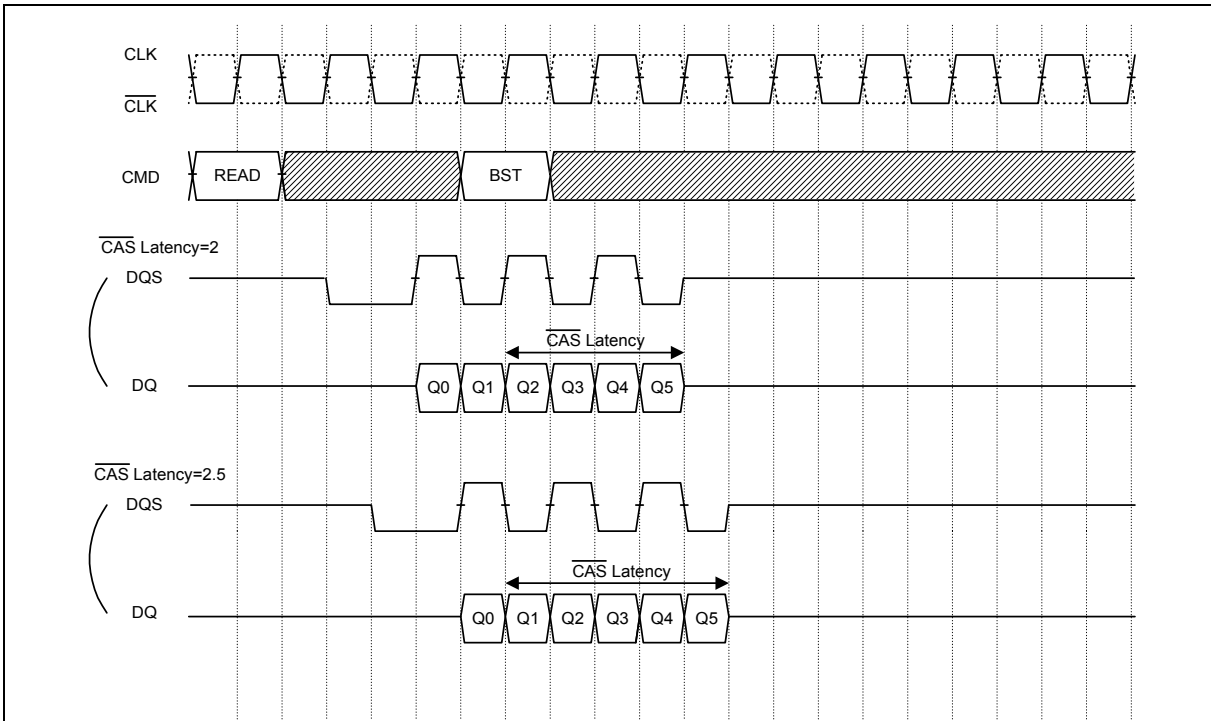 CLK
CLK
CMD READ BST
CAS Latency=2
DQS
CAS Latency
DQ Q0 Q1 Q2 Q3 Q4 Q5
CAS Latency=2.5
DQS
CAS Latency
DQ Q0 Q1 Q2 Q3 Q4 Q5